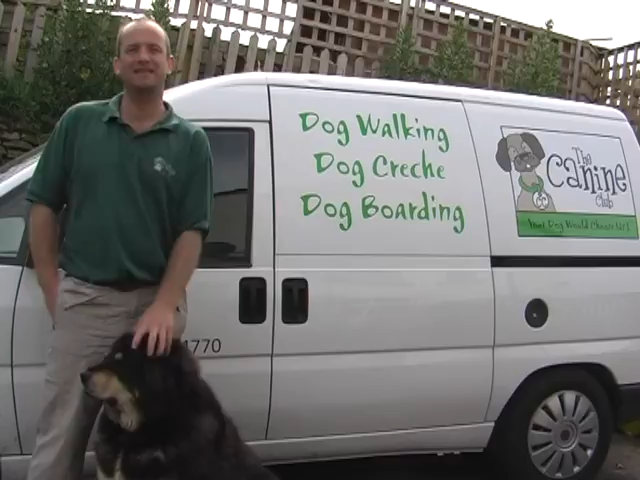 Dog Walking
Dog Creche
Dog Boarding
The
Canine
Club
Your Dog Would Choose Us!
1770